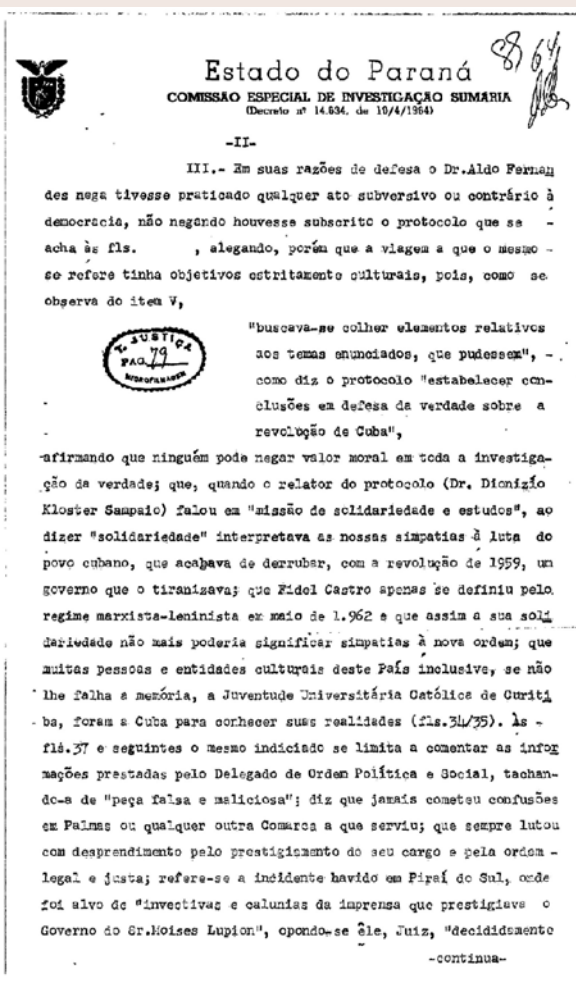 88 64
Estado do Paraná
COMISSÃO ESPECIAL DE INVESTIGAÇÃO SUMÁRIA
(Decreto nº 14.634, de 10/4/1964)
-II-
III.- Em suas razões de defesa o Dr.Aldo Fernan
des nega tivesse praticado qualquer ato subversivo ou contrário à
democracia, não negando houvesse subscrito o protocolo que se -
acha às fls. , alegando, porém que a viagem a que o mesmo -
se refere tinha objetivos estritamente culturais, pois, como se
observa do item V,
"buscava-se colher elementos relativos
aos temas enunciados, que pudessem", -
como diz o protocolo "estabelecer con-
clusões em defesa da verdade sobre a
revolução de Cuba",
T. JUSTIÇA
PAG. 79
MICROFILMAGEM
afirmando que ninguém pode negar valor moral em toda a investiga-
ção da verdade; que, quando o relator do protocolo (Dr. Dionízio
Kloster Sampaio) falou em "missão de solidariedade e estudos", ao
dizer "solidariedade" interpretava as nossas simpatias à luta do
povo cubano, que acabava de derrubar, com a revolução de 1959, um
governo que o tiranizava; que Fidel Castro apenas se definiu pelo
regime marxista-leninista em maio de 1.962 e que assim a sua soli
dariedade não mais poderia significar simpatias à nova ordem; que
muitas pessoas e entidades culturais deste País inclusive, se não
lhe falha a memória, a Juventude Universitária Católica de Curiti
ba, foram a Cuba para conhecer suas realidades (fls.34/35). Às -
fls.37 e seguintes o mesmo indiciado se limita a comentar as infor
mações prestadas pelo Delegado de Ordem Política e Social, tachan-
do-a de "peça falsa e maliciosa"; diz que jamais cometeu confusões
em Palmas ou qualquer outra Comarca a que serviu; que sempre lutou
com desprendimento pelo prestigiamento do seu cargo e pela ordem -
legal e justa; refere-se a incidente havido em Piraí do Sul, onde
foi alvo de "invectivas e calunias da imprensa que prestigiava o
Governo do Sr.Moises Lupion", opondo-se êle, Juiz, "decididamente
-continua-